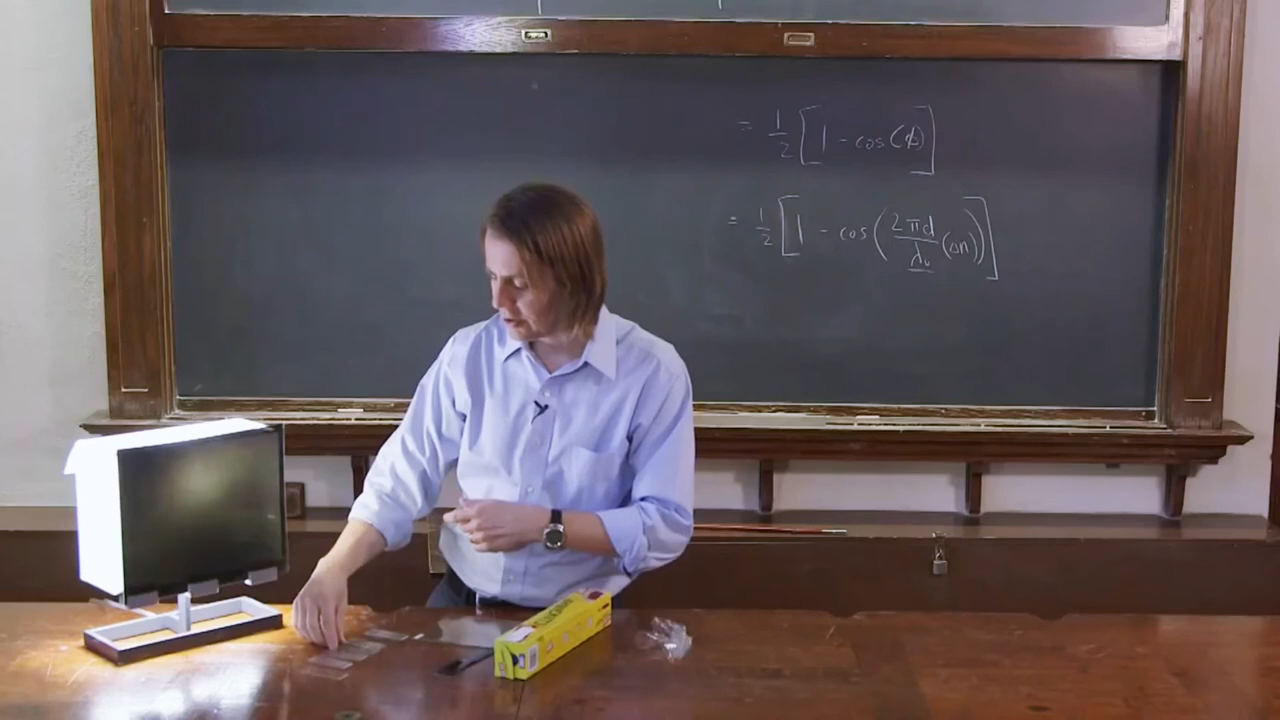 = 1/2 [1 - cos(φ)]
= 1/2 [1 - cos(2πd/λ₀ (Δn))]